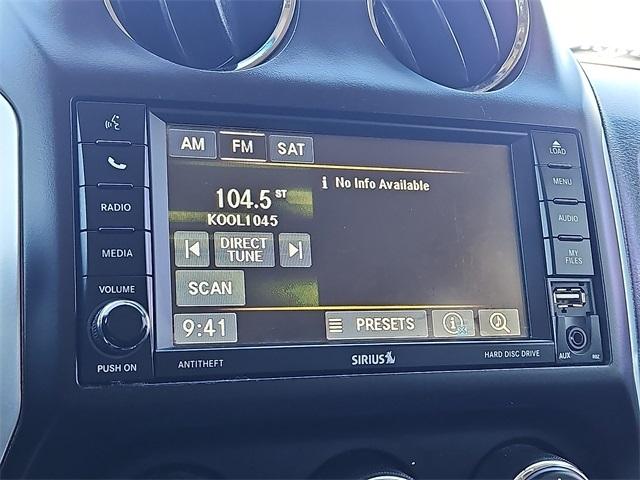 AM FM SAT
LOAD
104.5 ST
KOOL1045
i No Info Available
DIRECT
TUNE
SCAN
9:41
PRESETS
RADIO
MEDIA
VOLUME
PUSH ON
MENU
AUDIO
MY
FILES
AUX
RBZ
ANTITHEFT
SIRIUS
HARD DISC DRIVE